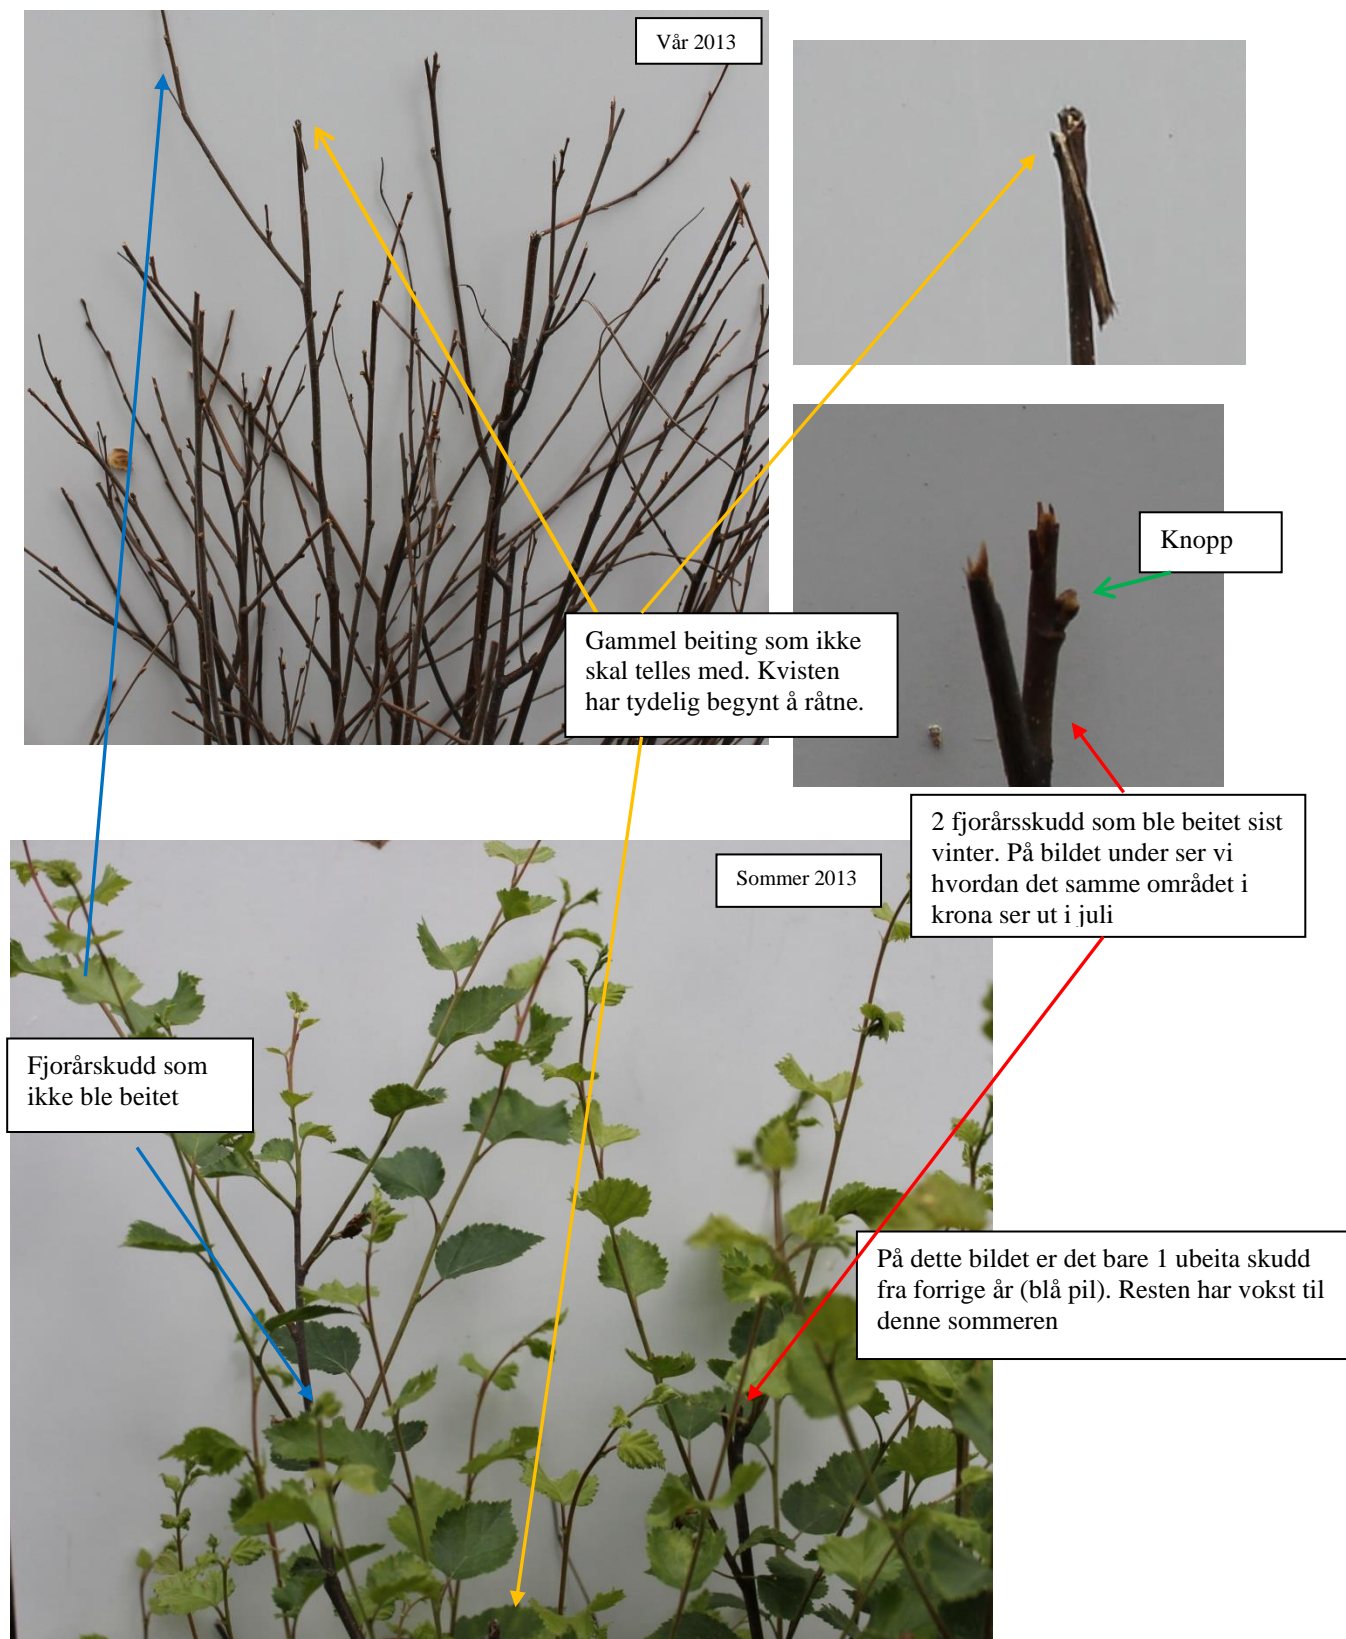 Vår 2013
Knopp
Gammel beiting som ikke
skal telles med. Kvisten
har tydelig begynt å råtne.
2 fjorårsskudd som ble beitet sist
vinter. På bildet under ser vi
hvordan det samme området i
krona ser ut i juli
Sommer 2013
Fjorårskudd som
ikke ble beitet
På dette bildet er det bare 1 ubeita skudd
fra forrige år (blå pil). Resten har vokst til
denne sommeren